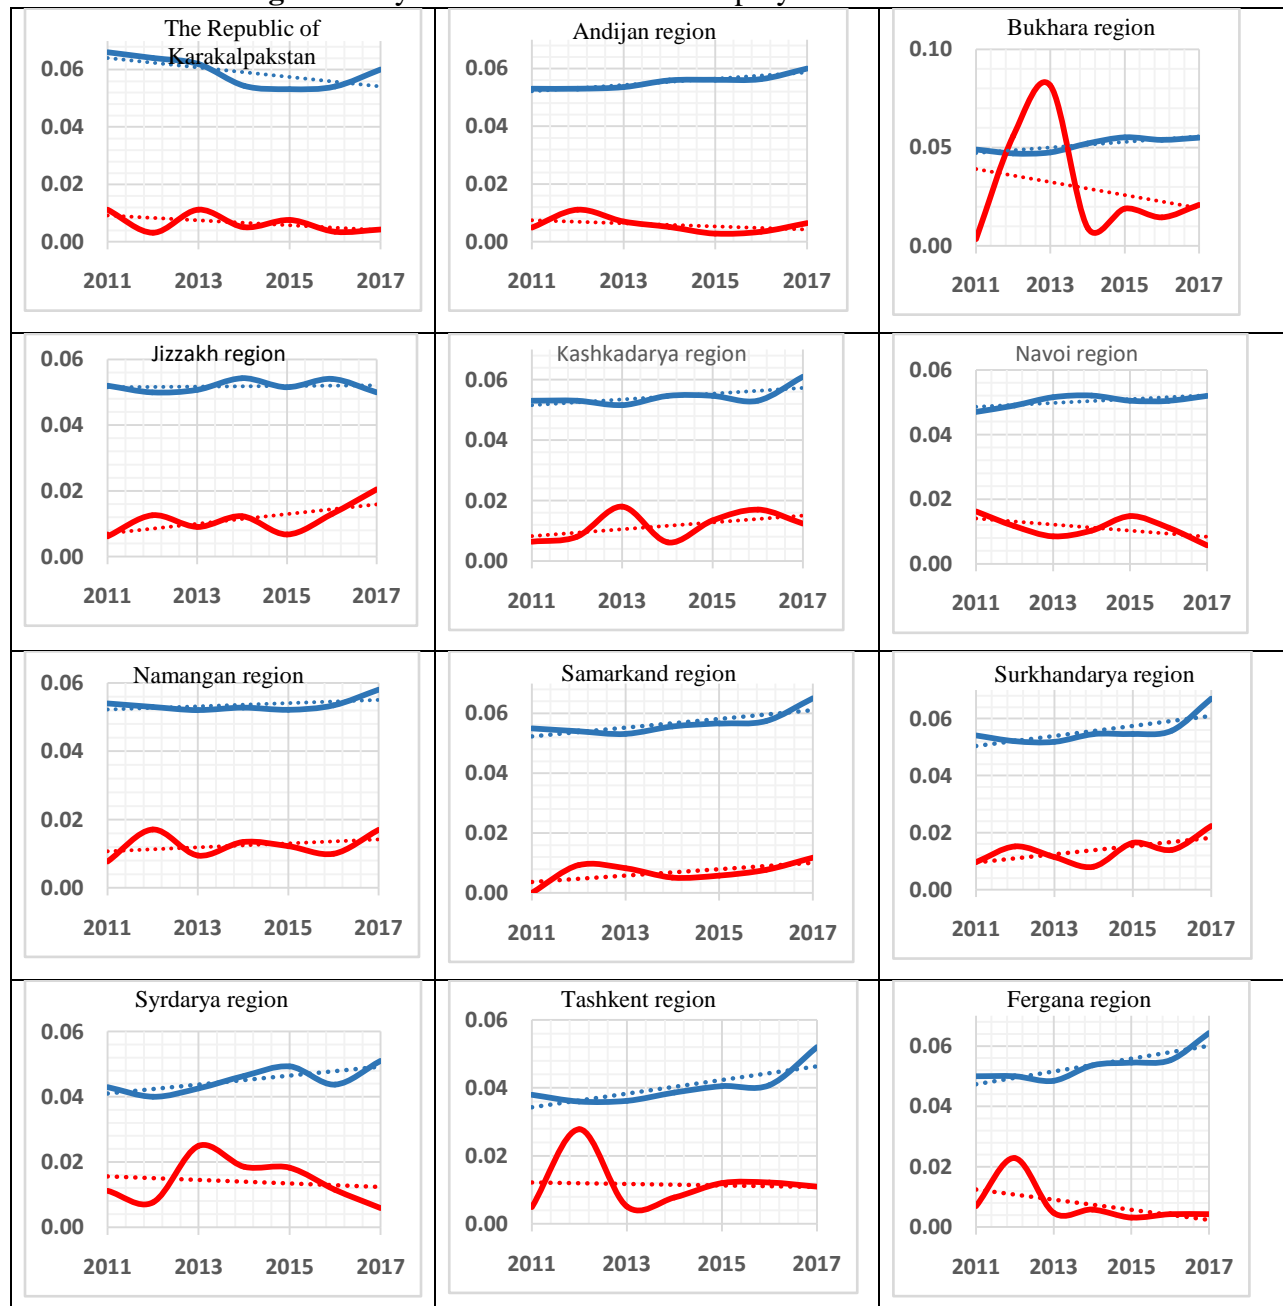 The Republic of
Karakalpakstan
0.06
0.04
0.02
0.00
2011 2013 2015 2017
Andijan region
0.06
0.04
0.02
0.00
2011 2013 2015 2017
Bukhara region
0.10
0.05
0.00
2011 2013 2015 2017
Jizzakh region
0.06
0.04
0.02
0.00
2011 2013 2015 2017
Kashkadarya region
0.06
0.04
0.02
0.00
2011 2013 2015 2017
Navoi region
0.06
0.04
0.02
0.00
2011 2013 2015 2017
Namangan region
0.06
0.04
0.02
0.00
2011 2013 2015 2017
Samarkand region
0.06
0.04
0.02
0.00
2011 2013 2015 2017
Surkhandarya region
0.06
0.04
0.02
0.00
2011 2013 2015 2017
Syrdarya region
0.06
0.04
0.02
0.00
2011 2013 2015 2017
Tashkent region
0.06
0.04
0.02
0.00
2011 2013 2015 2017
Fergana region
0.06
0.04
0.02
0.00
2011 2013 2015 2017